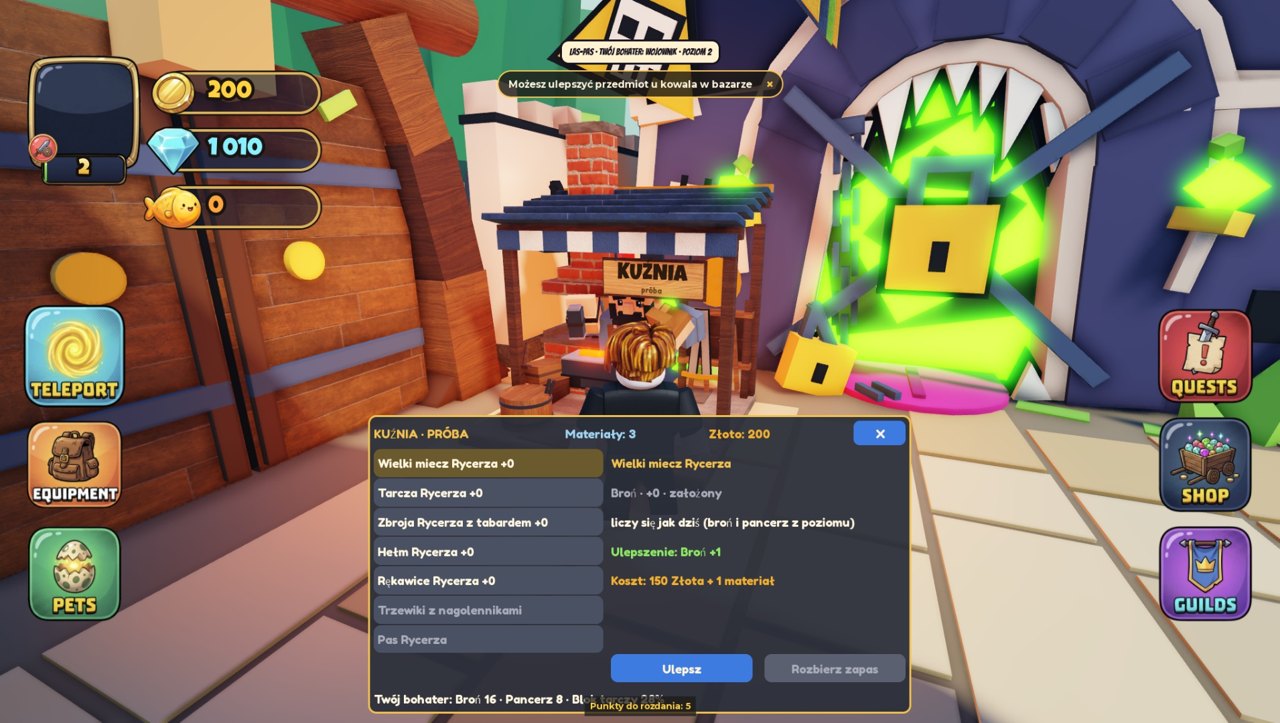 LAS-PAS · TWÓJ BOHATER: WOJOWNIK · POZIOM 2
Możesz ulepszyć przedmiot u kowala w bazarze ×
200
1 010
2
0
KUŹNIA
próba
TELEPORT
QUESTS
EQUIPMENT
SHOP
PETS
GUILDS
KUŹNIA · PRÓBA Materiały: 3 Złoto: 200 ✕
Wielki miecz Rycerza +0
Tarcza Rycerza +0
Zbroja Rycerza z tabardem +0
Hełm Rycerza +0
Rękawice Rycerza +0
Trzewiki z nagolennikami
Pas Rycerza
Wielki miecz Rycerza
Broń · +0 · założony
liczy się jak dziś (broń i pancerz z poziomu)
Ulepszenie: Broń +1
Koszt: 150 Złota + 1 materiał
Ulepsz
Rozbierz zapas
Twój bohater: Broń 16 · Pancerz 8 · Blok tarczy
Punkty do rozdania: 5